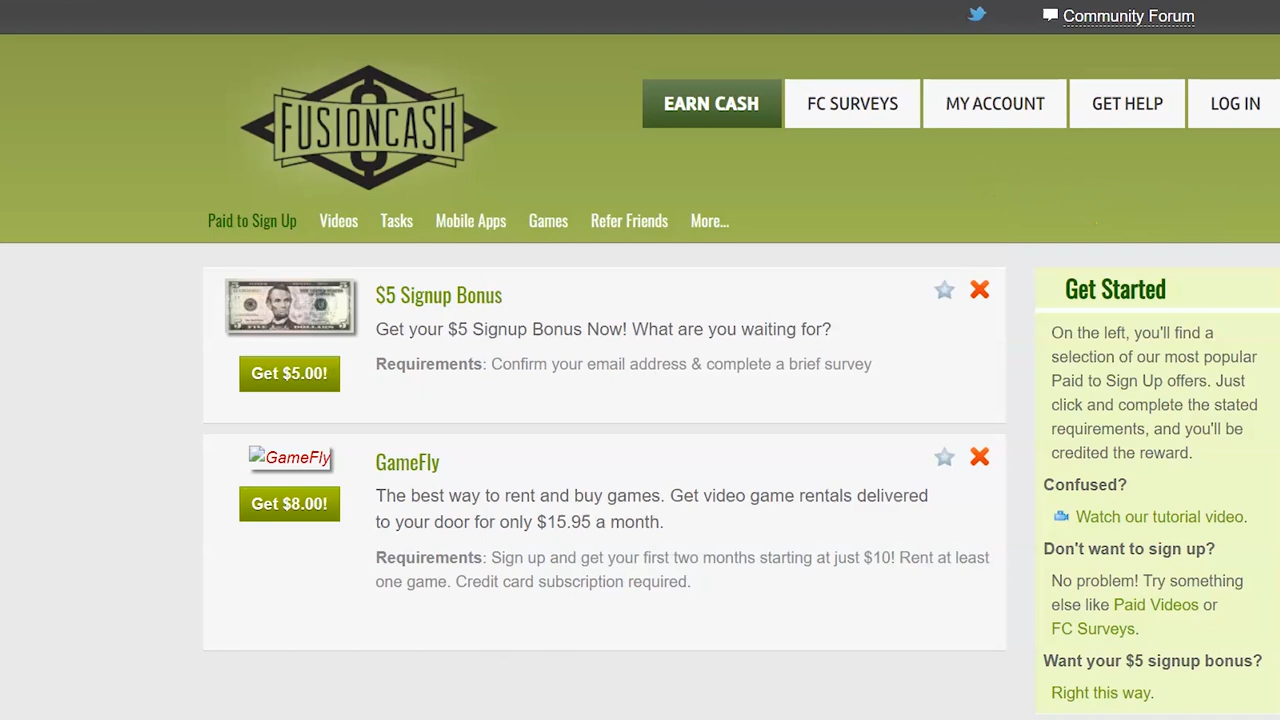 Community Forum
FUSIONCASH
EARN CASH
FC SURVEYS
MY ACCOUNT
GET HELP
LOG IN
Paid to Sign Up
Videos
Tasks
Mobile Apps
Games
Refer Friends
More...
$5 Signup Bonus
Get your $5 Signup Bonus Now! What are you waiting for?
Get $5.00!
Requirements: Confirm your email address & complete a brief survey
GameFly
GameFly
Get $8.00!
The best way to rent and buy games. Get video game rentals delivered
to your door for only $15.95 a month.
Requirements: Sign up and get your first two months starting at just $10! Rent at least
one game. Credit card subscription required.
Get Started
On the left, you'll find a
selection of our most popular
Paid to Sign Up offers. Just
click and complete the stated
requirements, and you'll be
credited the reward.
Confused?
Watch our tutorial video.
Don't want to sign up?
No problem! Try something
else like Paid Videos or
FC Surveys.
Want your $5 signup bonus?
Right this way.